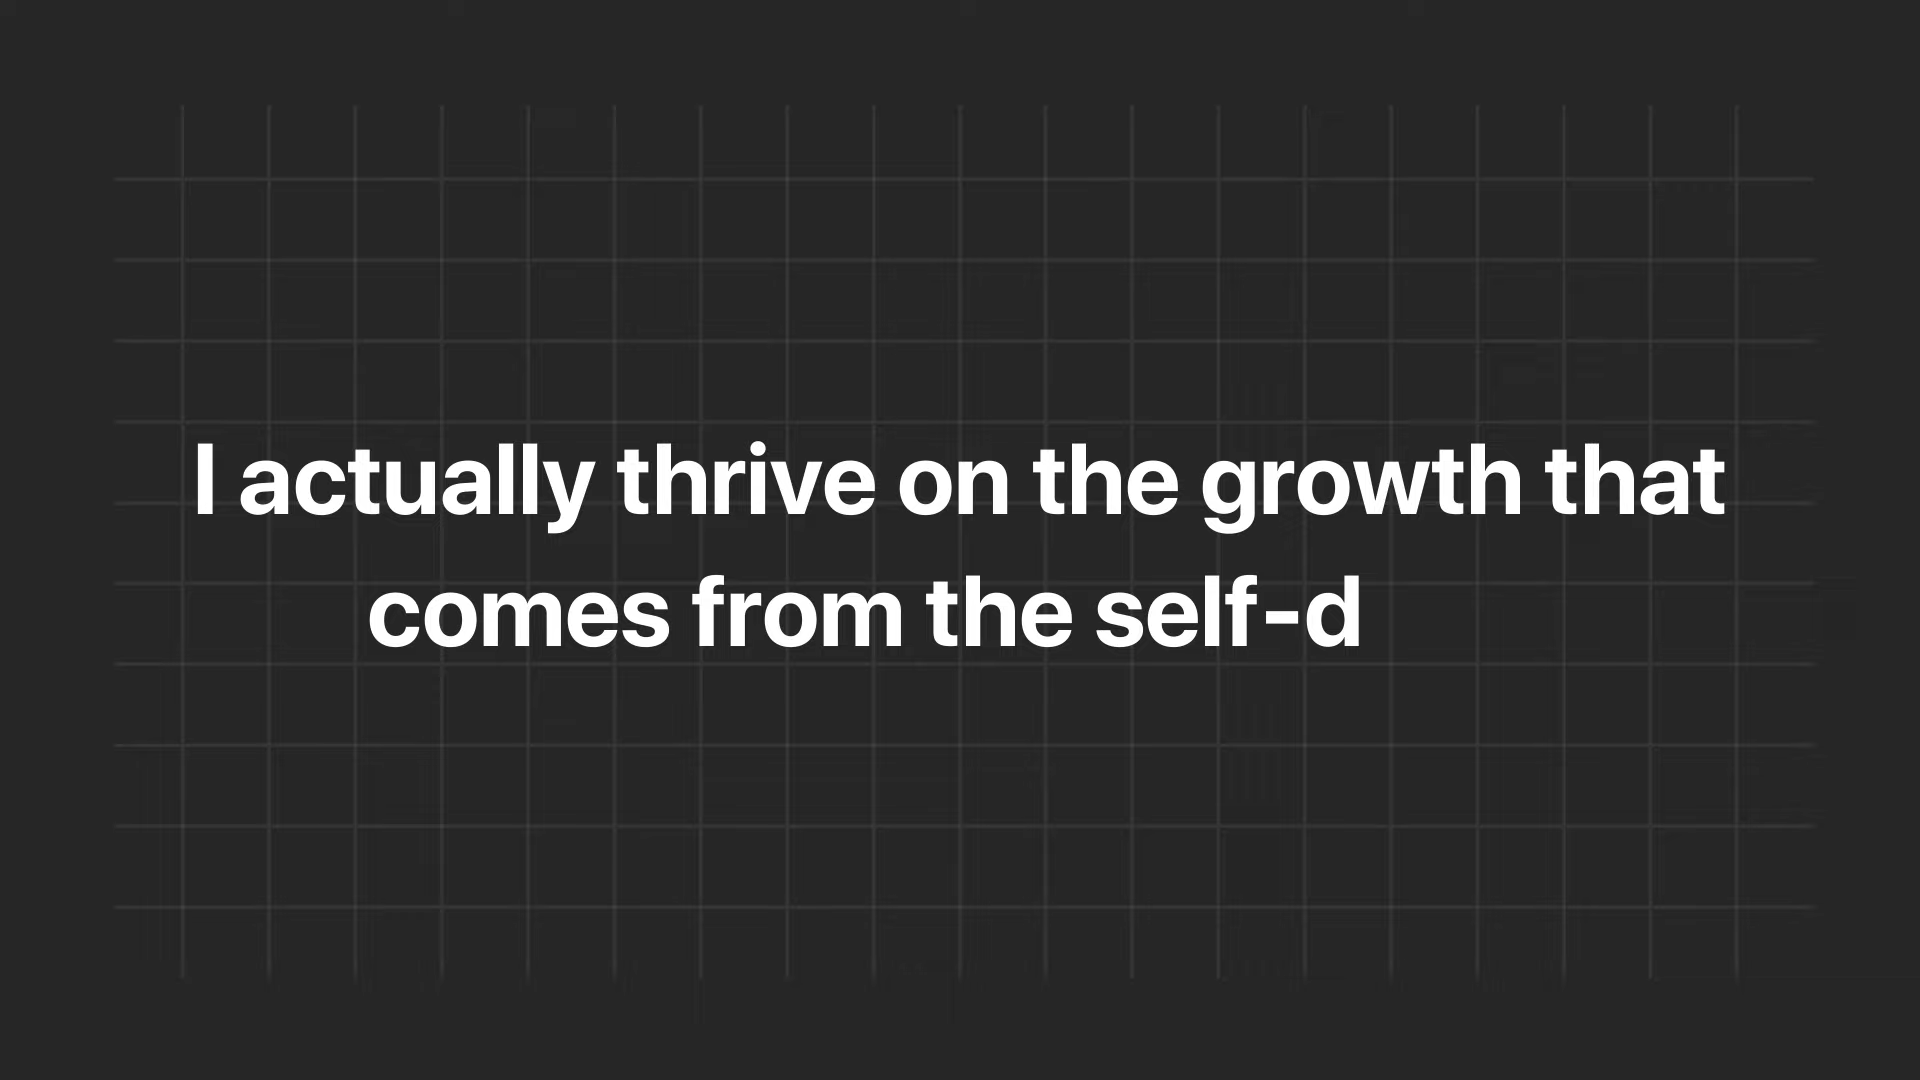 I actually thrive on the growth that
comes from the self-d